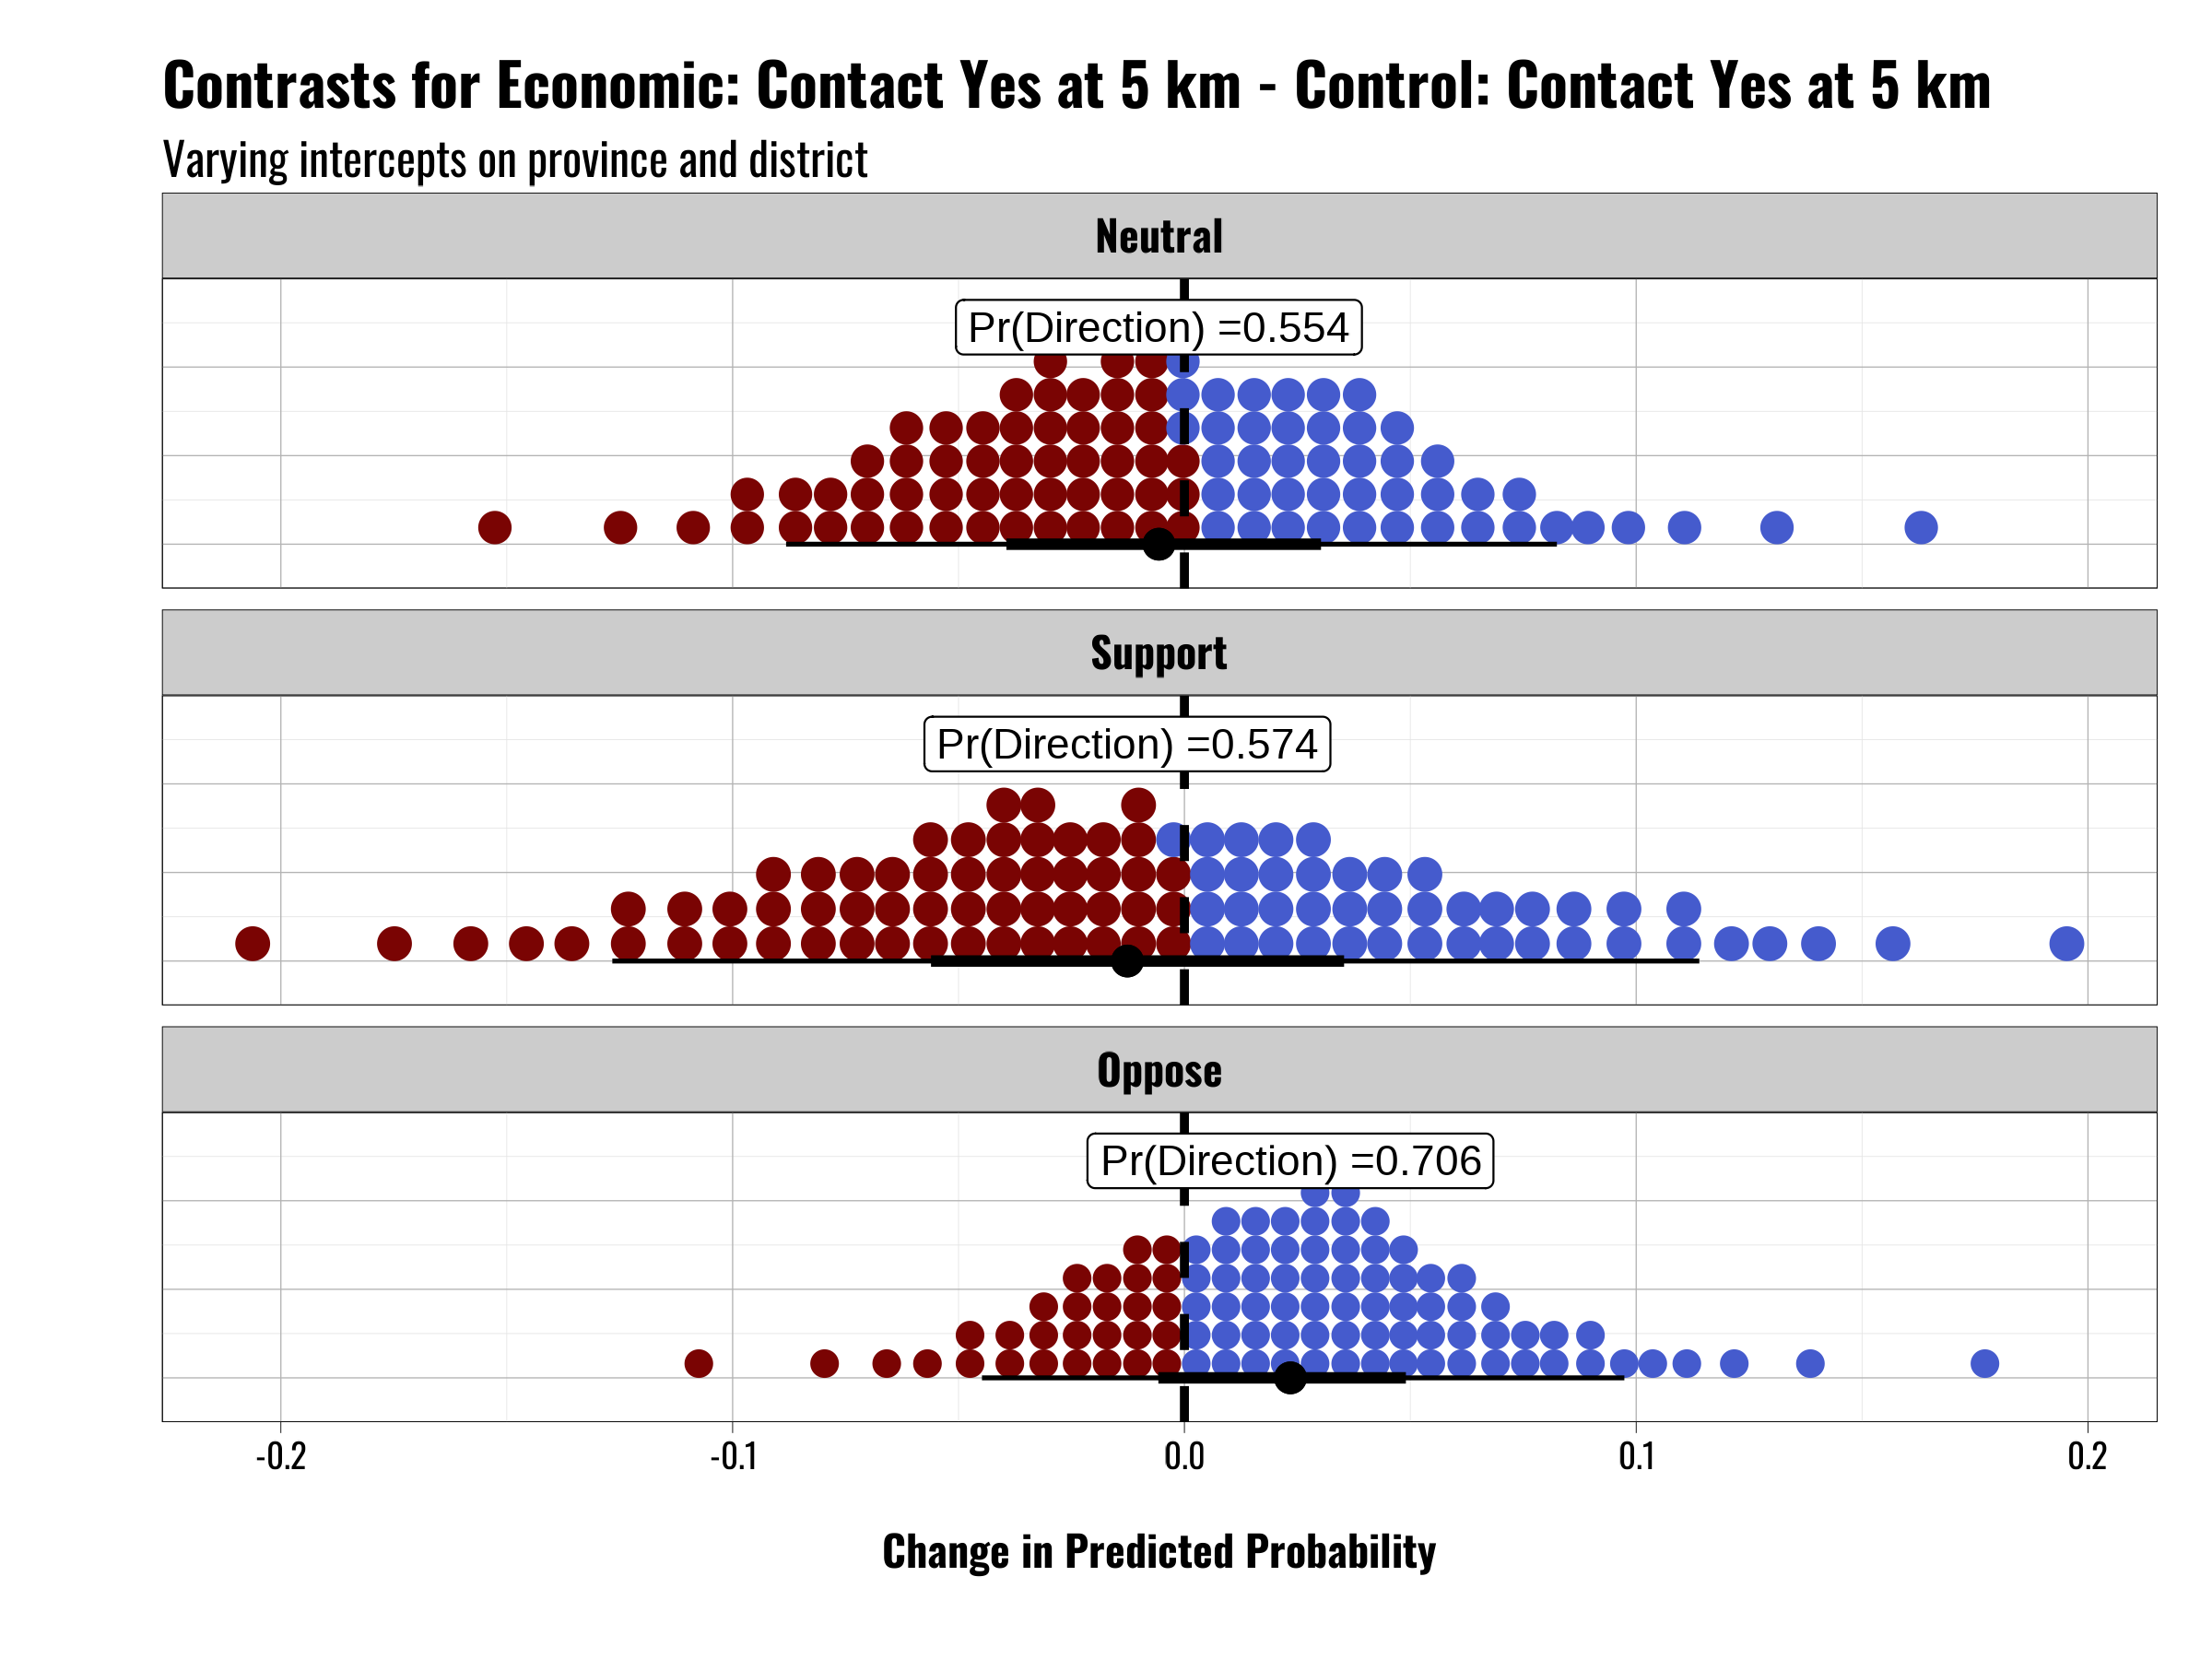 Contrasts for Economic: Contact Yes at 5 km - Control: Contact Yes at 5 km
Varying intercepts on province and district
Neutral
Pr(Direction) =0.554
Support
Pr(Direction) =0.574
Oppose
Pr(Direction) =0.706
-0.2 -0.1 0.0 0.1 0.2
Change in Predicted Probability